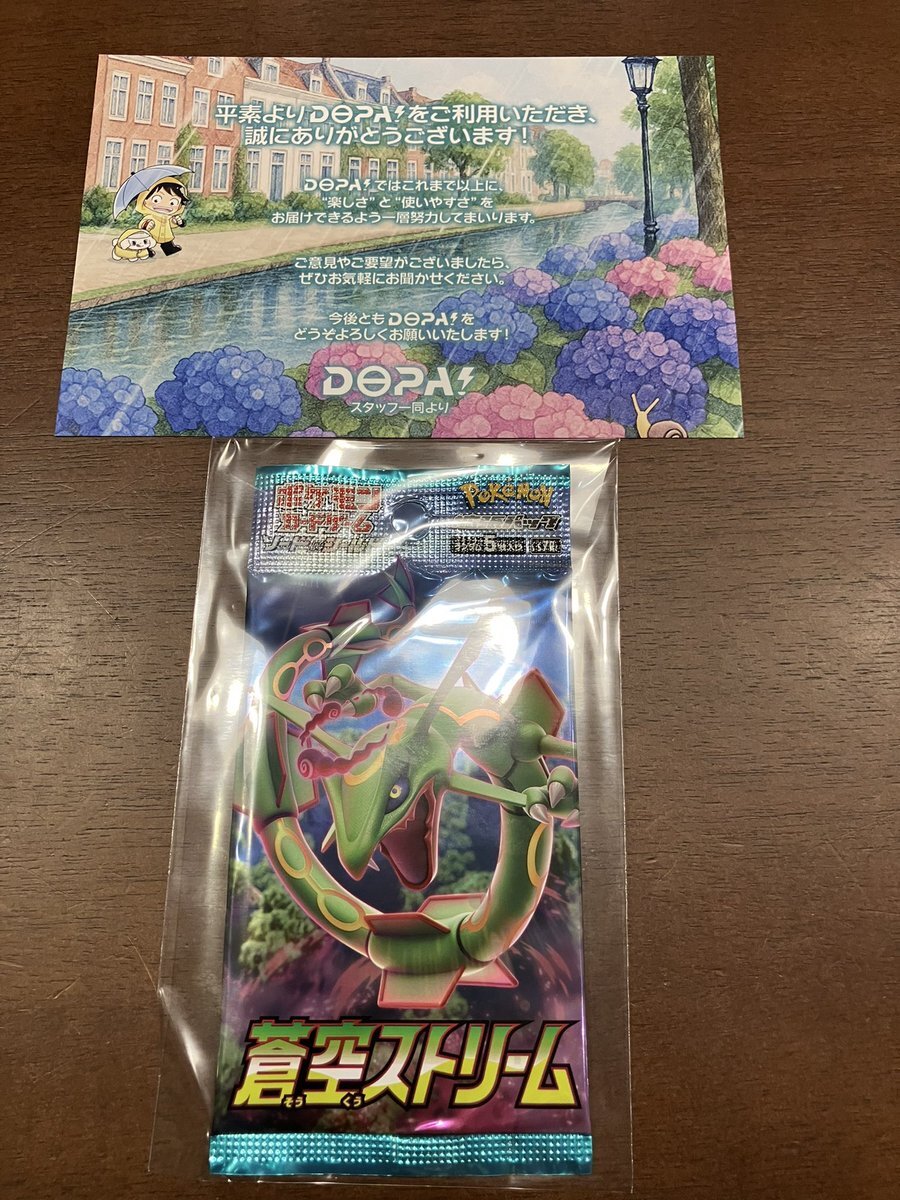 平素よりDOPA!をご利用いただき、
誠にありがとうございます!
DOPA!ではこれまで以上に、
"楽しさ"と"使いやすさ"を
お届けできるよう一層努力してまいります。
ご意見やご要望がございましたら、
ぜひお気軽にお聞かせください。
今後ともDOPA!を
どうぞよろしくお願いいたします!
DOPA!
スタッフ一同より
ポケモン
カードゲーム
ソード&シールド
POKÉMON
蒼空ストリーム
そう くう